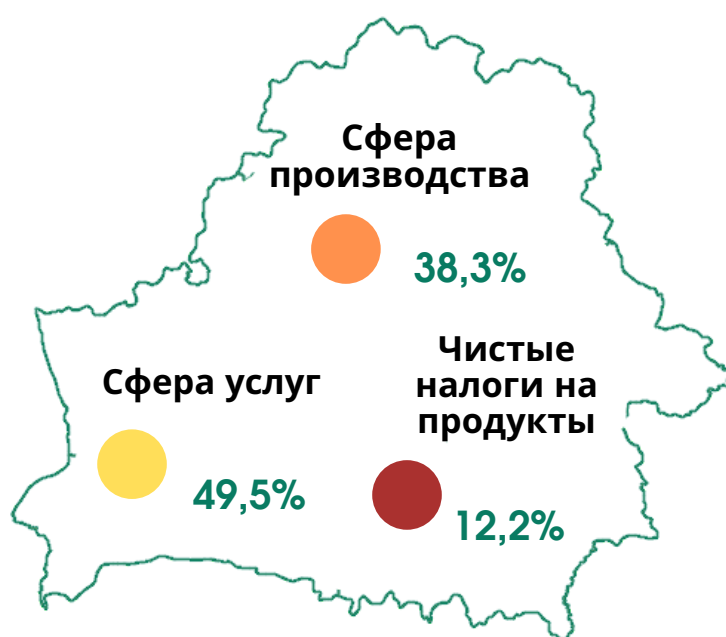 Сфера
производства
38,3%
Сфера услуг
49,5%
Чистые
налоги на
продукты
12,2%